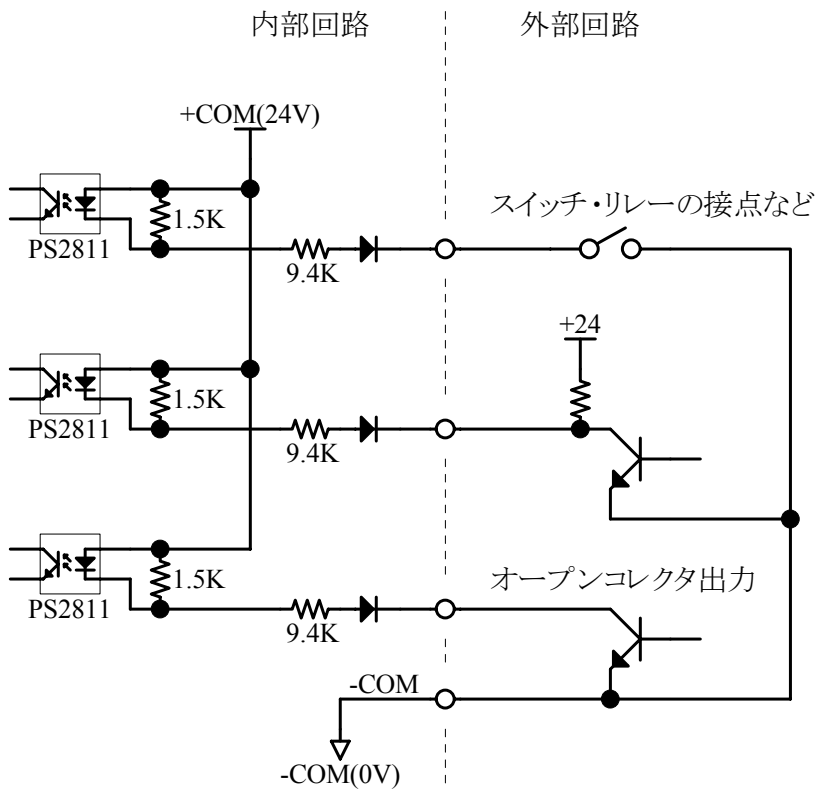 内部回路
外部回路
+COM(24V)
スイッチ・リレーの接点など
1.5K
PS2811
9.4K
+24
1.5K
PS2811
9.4K
オープンコレクタ出力
1.5K
PS2811
9.4K
-COM
-COM(0V)